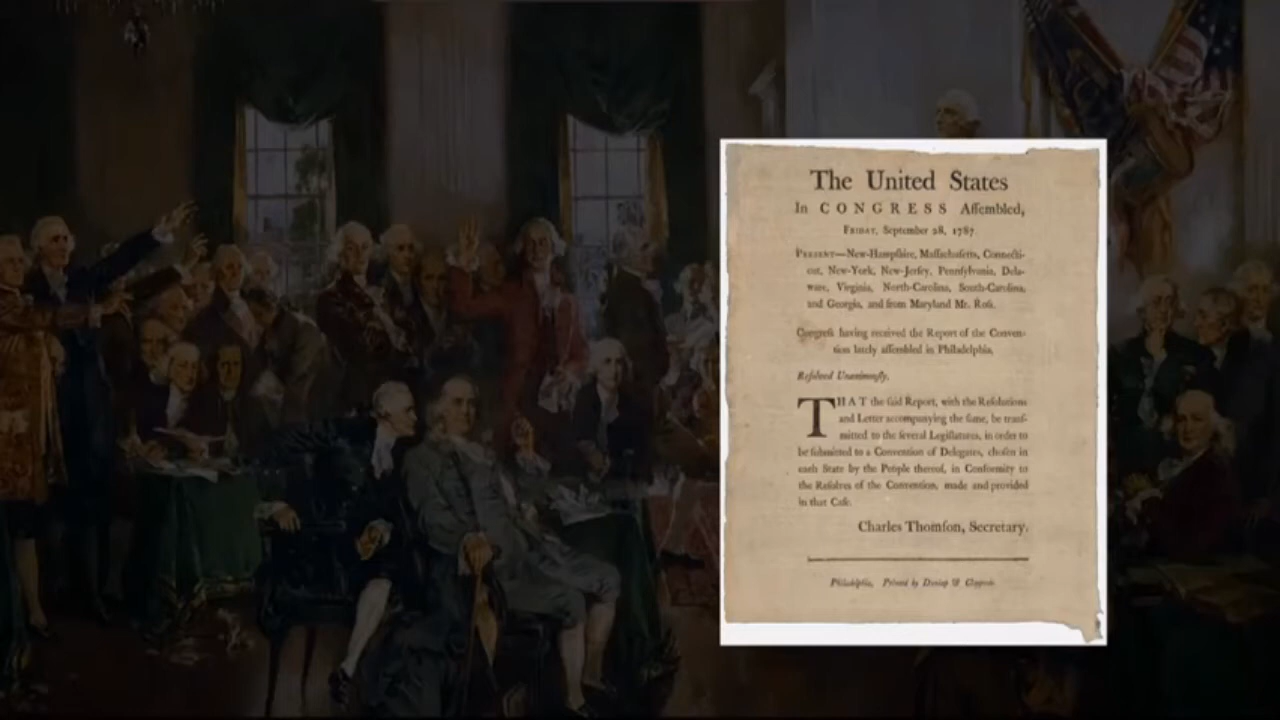 The United States
In CONGRESS Aſſembled,
FRIDAY, September 28, 1787.
PRESENT—New-Hampſhire, Maſſachuſetts, Connecti-
cut, New-York, New-Jerſey, Pennſylvania, Dela-
ware, Virginia, North-Carolina, South-Carolina,
and Georgia, and from Maryland Mr. Roſs.
Congreſs having received the Report of the Conven-
tion lately aſſembled in Philadelphia,
Reſolved Unanimouſly,
THAT the ſaid Report, with the Reſolutions
and Letter accompanying the ſame, be tranſ-
mitted to the ſeveral Legiſlatures, in order to
be ſubmitted to a Convention of Delegates, choſen in
each State by the People thereof, in Conformity to
the Reſolves of the Convention, made and provided
in that Caſe.
Charles Thomſon, Secretary.
Philadelphia, Printed by Dunlap & Claypoole